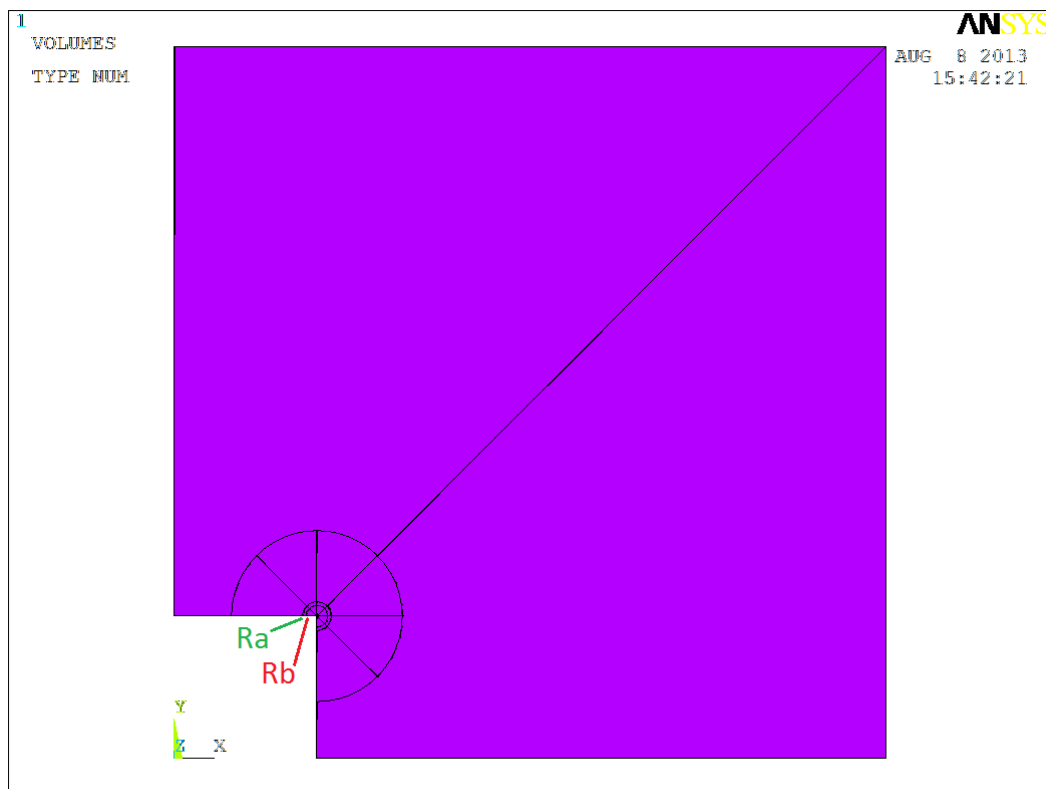 1
VOLUMES
TYPE NUM
ANSYS
AUG 8 2013
15:42:21
Ra
Rb
Y
Z X